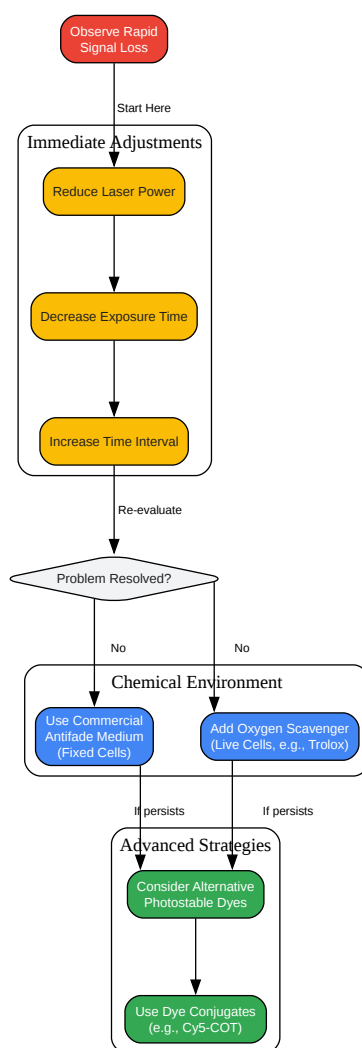 Observe Rapid
Signal Loss
Start Here
Immediate Adjustments
Reduce Laser Power
Decrease Exposure Time
Increase Time Interval
Re-evaluate
Problem Resolved?
No
No
Chemical Environment
Use Commercial
Antifade Medium
(Fixed Cells)
Add Oxygen Scavenger
(Live Cells, e.g., Trolox)
If persists
If persists
Advanced Strategies
Consider Alternative
Photostable Dyes
Use Dye Conjugates
(e.g., Cy5-COT)